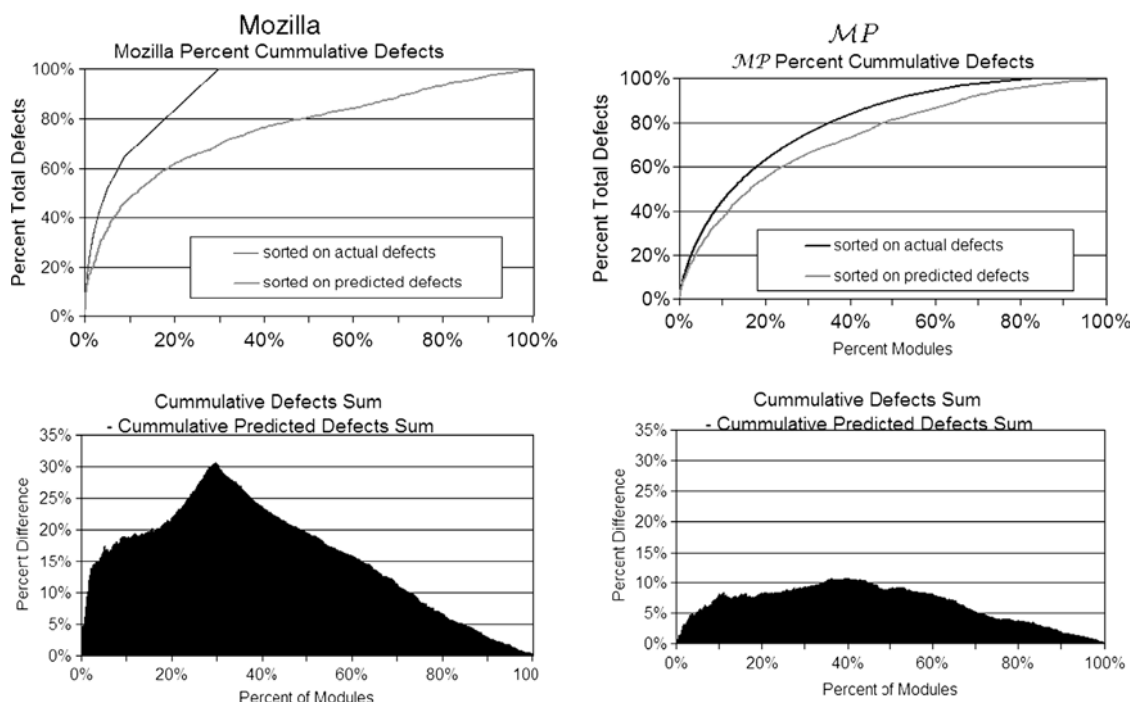 Mozilla
Mozilla Percent Cummulative Defects
Percent Total Defects
100%
80%
60%
40%
20%
0%
sorted on actual defects
sorted on predicted defects
0%
20%
40%
60%
80%
100%
MP
MP Percent Cummulative Defects
Percent Total Defects
100%
80%
60%
40%
20%
0%
sorted on actual defects
sorted on predicted defects
0%
20%
40%
60%
80%
100%
Percent Modules
Cummulative Defects Sum
- Cummulative Predicted Defects Sum
Percent Difference
35%
30%
25%
20%
15%
10%
5%
0%
0%
20%
40%
60%
80%
100%
Percent of Modules
Cummulative Defects Sum
- Cummulative Predicted Defects Sum
Percent Difference
35%
30%
25%
20%
15%
10%
5%
0%
0%
20%
40%
60%
80%
100%
Percent of Modules